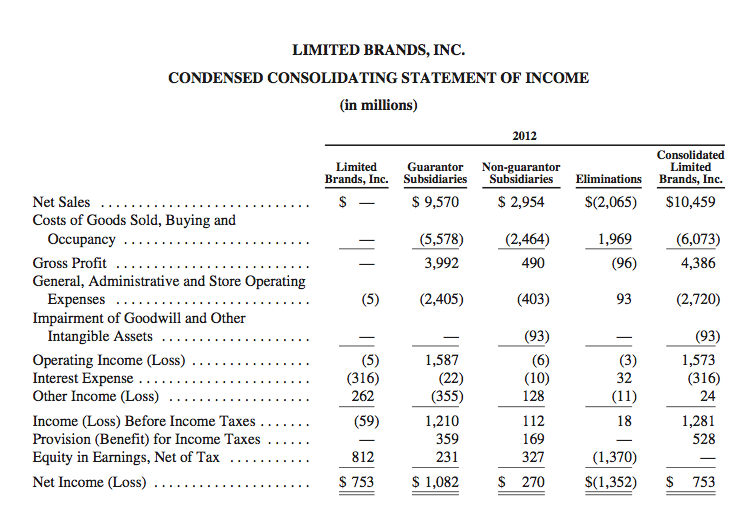 LIMITED BRANDS, INC.
CONDENSED CONSOLIDATING STATEMENT OF INCOME
(in millions)
2012
Limited Brands, Inc. Guarantor Subsidiaries Non-guarantor Subsidiaries Eliminations Consolidated Limited Brands, Inc.
Net Sales . . . . . . . . . . . . . . . . . . . . . . . . . . . . $ — $ 9,570 $ 2,954 $(2,065) $10,459
Costs of Goods Sold, Buying and
Occupancy . . . . . . . . . . . . . . . . . . . . . . . . . — (5,578) (2,464) 1,969 (6,073)
Gross Profit . . . . . . . . . . . . . . . . . . . . . . . . . . — 3,992 490 (96) 4,386
General, Administrative and Store Operating
Expenses . . . . . . . . . . . . . . . . . . . . . . . . . . (5) (2,405) (403) 93 (2,720)
Impairment of Goodwill and Other
Intangible Assets . . . . . . . . . . . . . . . . . . . . — — (93) — (93)
Operating Income (Loss) . . . . . . . . . . . . . . . . (5) 1,587 (6) (3) 1,573
Interest Expense . . . . . . . . . . . . . . . . . . . . . . . (316) (22) (10) 32 (316)
Other Income (Loss) . . . . . . . . . . . . . . . . . . . 262 (355) 128 (11) 24
Income (Loss) Before Income Taxes . . . . . . . (59) 1,210 112 18 1,281
Provision (Benefit) for Income Taxes . . . . . . — 359 169 — 528
Equity in Earnings, Net of Tax . . . . . . . . . . . 812 231 327 (1,370) —
Net Income (Loss) . . . . . . . . . . . . . . . . . . . . . $ 753 $ 1,082 $ 270 $(1,352) $ 753